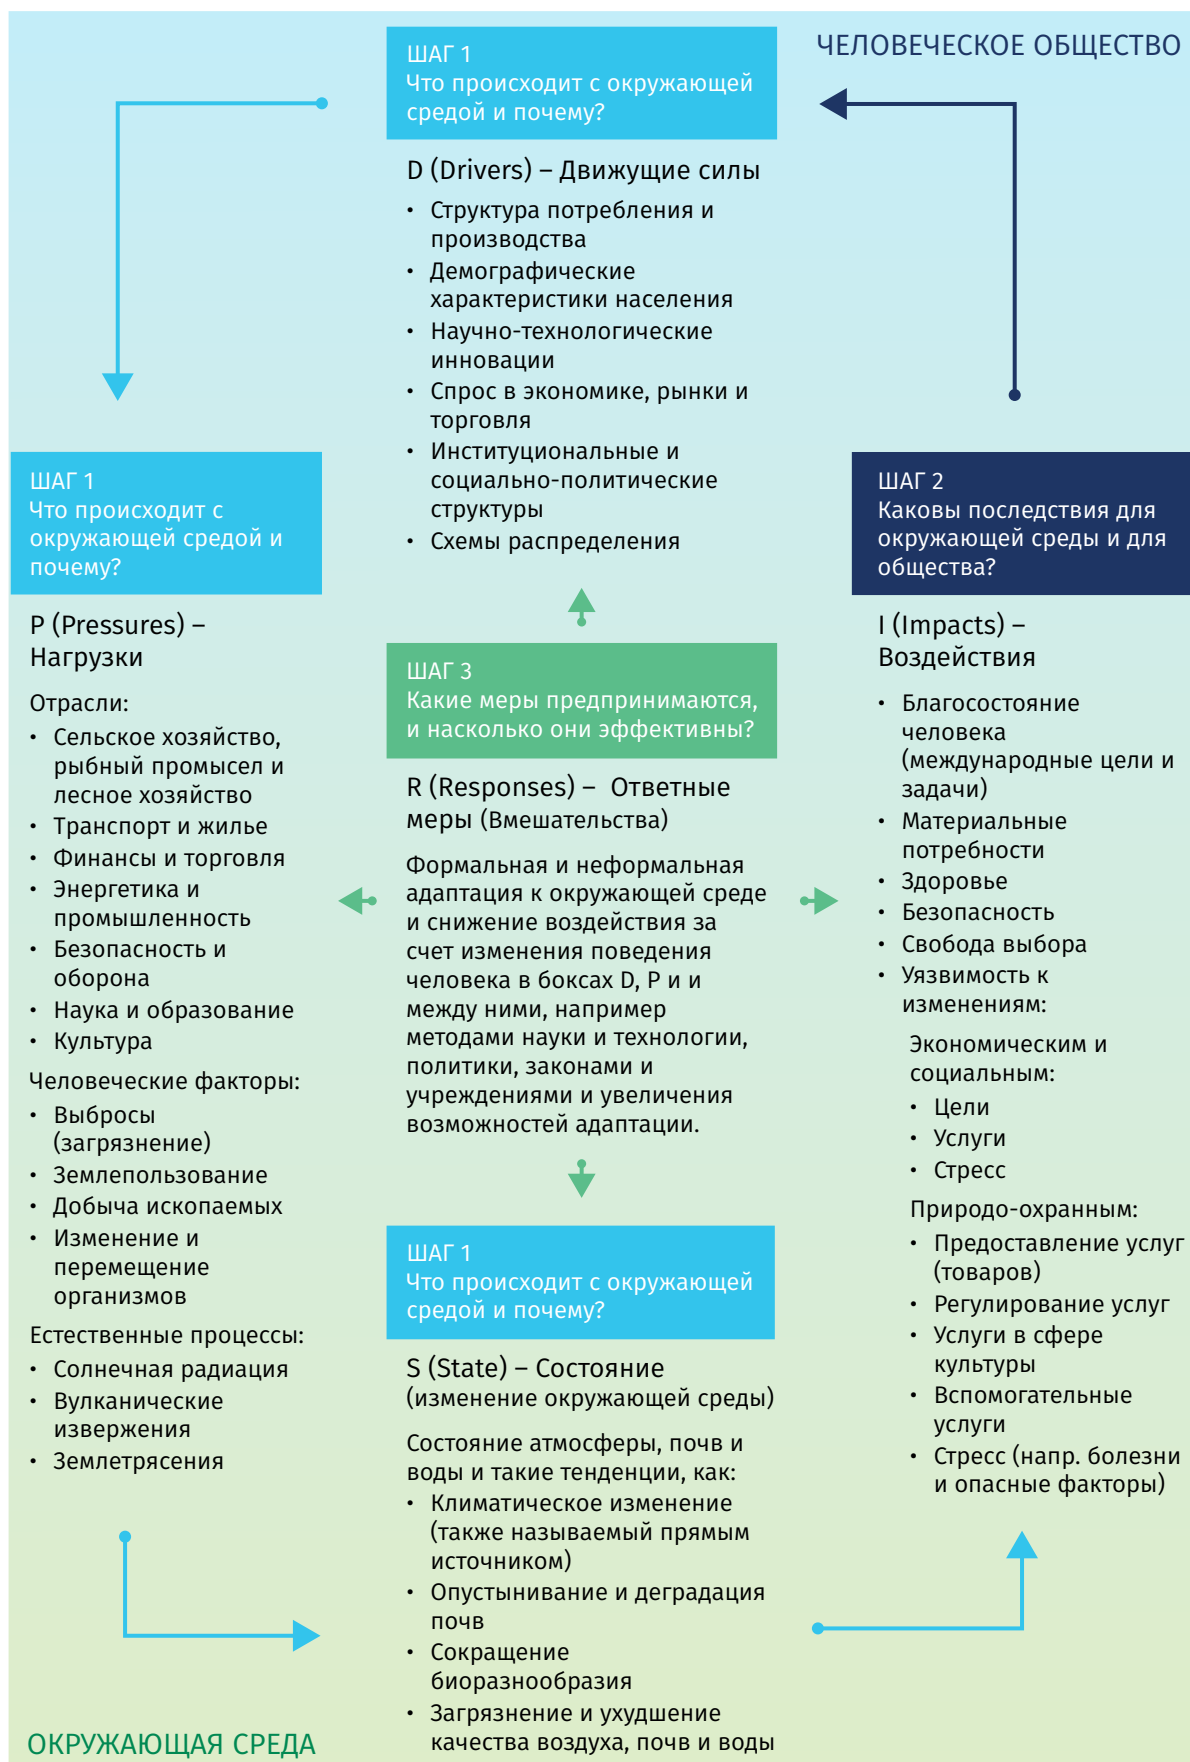 ЧЕЛОВЕЧЕСКОЕ ОБЩЕСТВО
ШАГ 1
Что происходит с окружающей
средой и почему?
D (Drivers) – Движущие силы
• Структура потребления и
производства
• Демографические
характеристики населения
• Научно-технологические
инновации
• Спрос в экономике, рынки и
торговля
• Институциональные и
социально-политические
структуры
• Схемы распределения
ШАГ 1
Что происходит с
окружающей средой и
почему?
P (Pressures) –
Нагрузки
Отрасли:
• Сельское хозяйство,
рыбный промысел и
лесное хозяйство
• Транспорт и жилье
• Финансы и торговля
• Энергетика и
промышленность
• Безопасность и
оборона
• Наука и образование
• Культура
Человеческие факторы:
• Выбросы
(загрязнение)
• Землепользование
• Добыча ископаемых
• Изменение и
перемещение
организмов
Естественные процессы:
• Солнечная радиация
• Вулканические
извержения
• Землетрясения
ШАГ 3
Какие меры предпринимаются,
и насколько они эффективны?
R (Responses) – Ответные
меры (Вмешательства)
Формальная и неформальная
адаптация к окружающей среде
и снижение воздействия за
счет изменения поведения
человека в боксах D, P и и
между ними, например
методами науки и технологии,
политики, законами и
учреждениями и увеличения
возможностей адаптации.
ШАГ 1
Что происходит с окружающей
средой и почему?
S (State) – Состояние
(изменение окружающей среды)
Состояние атмосферы, почв и
воды и такие тенденции, как:
• Климатическое изменение
(также называемый прямым
источником)
• Опустынивание и деградация
почв
• Сокращение
биоразнообразия
• Загрязнение и ухудшение
качества воздуха, почв и воды
ШАГ 2
Каковы последствия для
окружающей среды и для
общества?
I (Impacts) –
Воздействия
• Благосостояние
человека
(международные цели и
задачи)
• Материальные
потребности
• Здоровье
• Безопасность
• Свобода выбора
• Уязвимость к
изменениям:
Экономическим и
социальным:
• Цели
• Услуги
• Стресс
Природо-охранным:
• Предоставление услуг
(товаров)
• Регулирование услуг
• Услуги в сфере
культуры
• Вспомогательные
услуги
• Стресс (напр. болезни
и опасные факторы)
ОКРУЖАЮЩАЯ СРЕДА